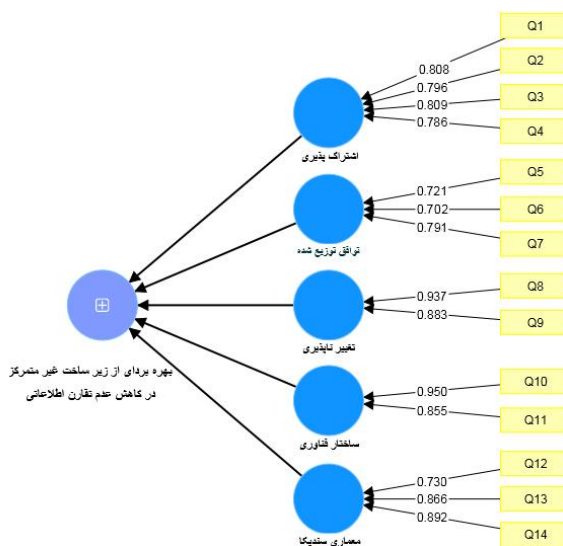 Q1
0.808
Q2
0.796
Q3
0.809
Q4
0.786
اشتراک پذیری
Q5
0.721
Q6
0.702
Q7
0.791
توافق توزیع شده
Q8
0.937
Q9
0.883
تغییر ناپذیری
بهره بردای از زیر ساخت غیر متمرکز
در کاهش عدم تقارن اطلاعاتی
Q10
0.950
Q11
0.855
ساختار فناوری
Q12
0.730
Q13
0.866
Q14
0.892
معماری سندیکا